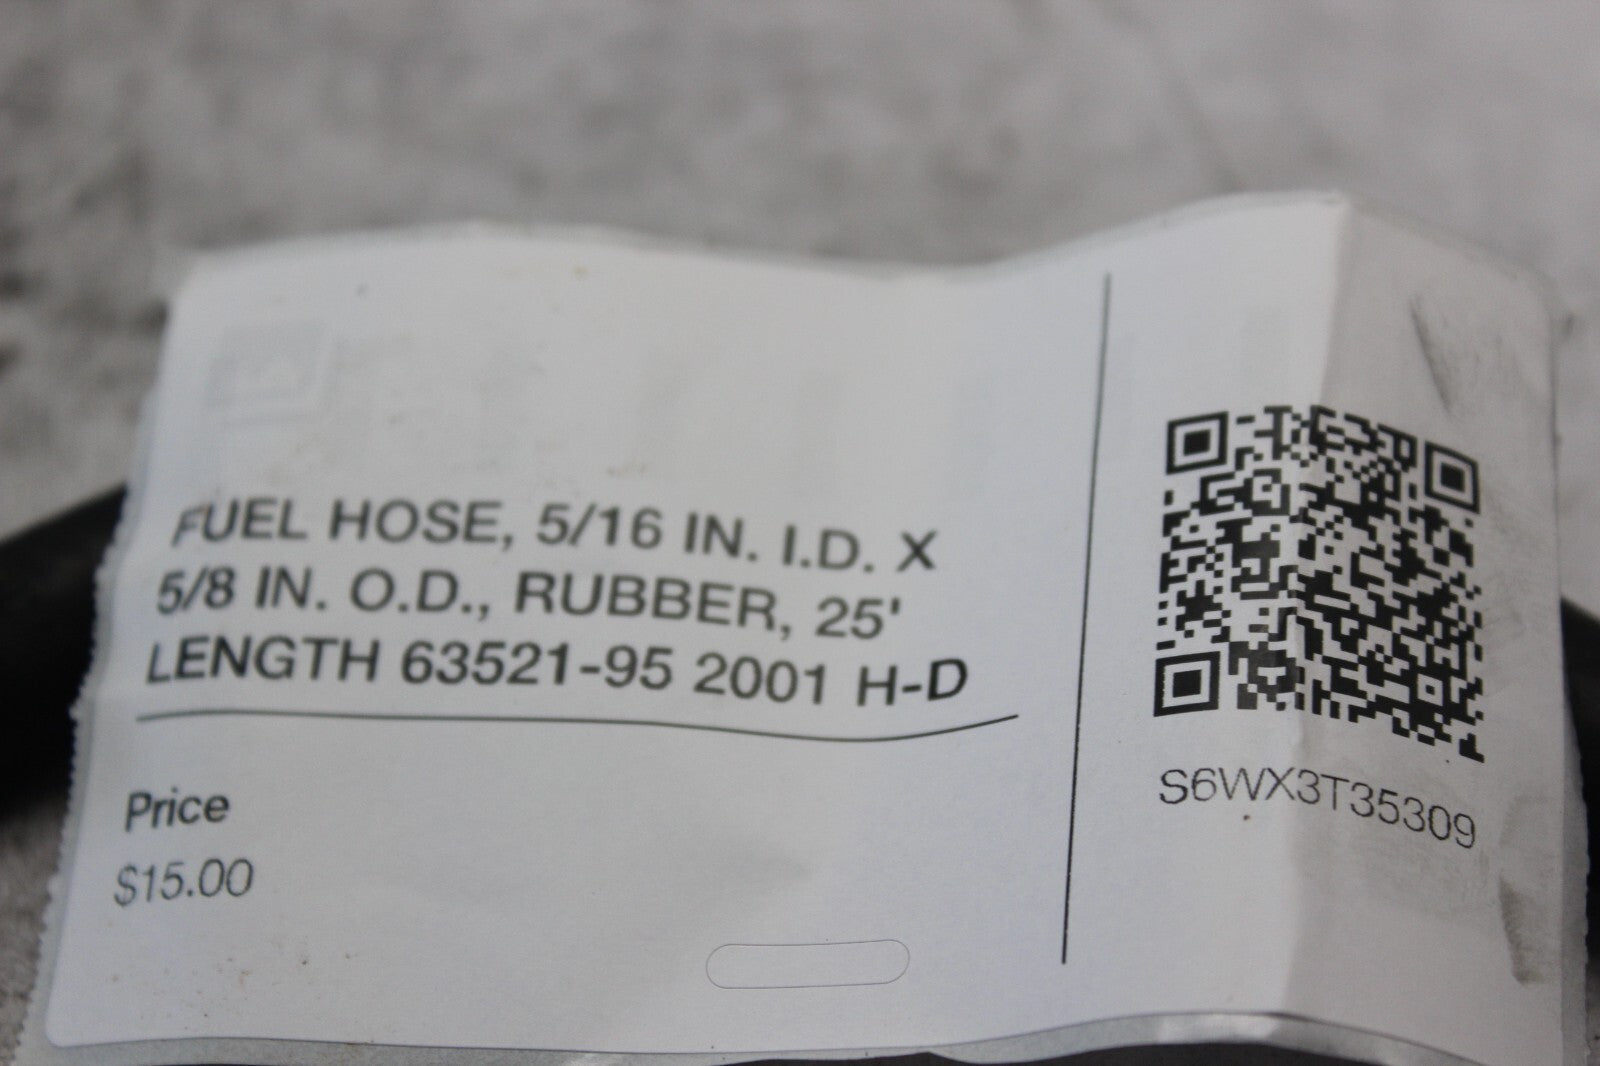 FUEL HOSE, 5/16 IN. I.D. X
5/8 IN. O.D., RUBBER, 25'
LENGTH 63521-95 2001 H-D
Price
$15.00
S6WX3T35309